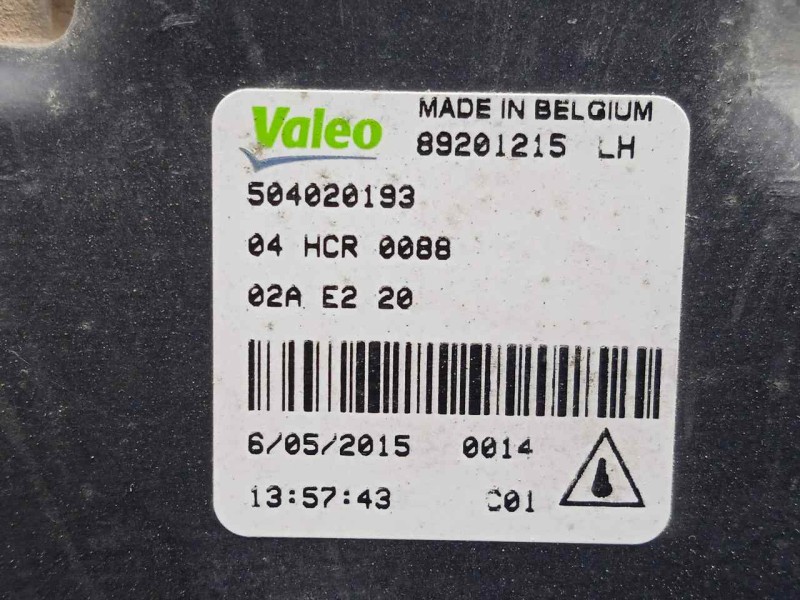 Valeo
MADE IN BELGIUM
89201215 LH
504020193
04 HCR 0088
02A E2 20
6/05/2015 0014
13:57:43 C01